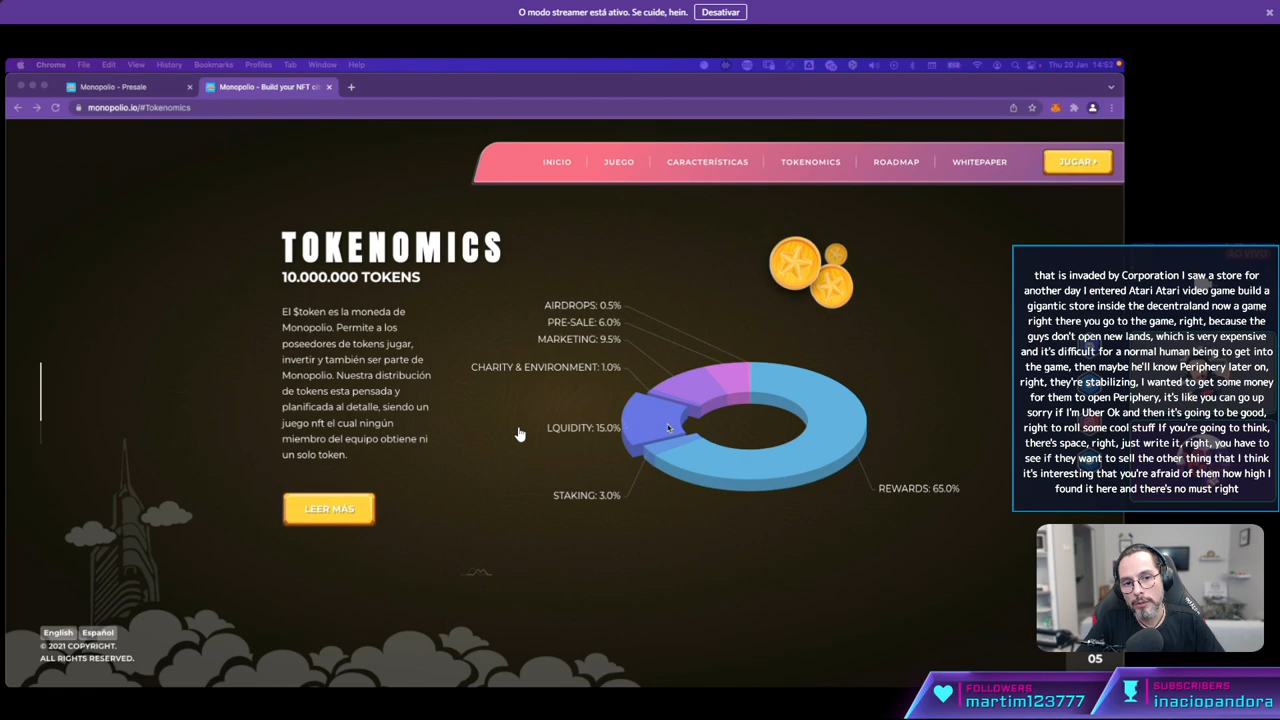 O modo streamer está ativo. Se cuide, hein.
Desativar
Chrome File Edit View History Bookmarks Profiles Tab Window Help
Thu 20 Jan 14:52
Monopolio - Presale
Monopolio - Build your NFT ci
monopolio.io/#Tokenomics
INICIO
JUEGO
CARACTERÍSTICAS
TOKENOMICS
ROADMAP
WHITEPAPER
JUGAR
TOKENOMICS
10.000.000 TOKENS
El $token es la moneda de
Monopolio. Permite a los
poseedores de tokens jugar,
invertir y también ser parte de
Monopolio. Nuestra distribución
de tokens esta pensada y
planificada al detalle, siendo un
juego nft el cual ningún
miembro del equipo obtiene ni
un solo token.
LEER MÁS
AIRDROPS: 0.5%
PRE-SALE: 6.0%
MARKETING: 9.5%
CHARITY & ENVIRONMENT: 1.0%
LQUIDITY: 15.0%
STAKING: 3.0%
REWARDS: 65.0%
AO VIVO
that is invaded by Corporation I saw a store for
another day I entered Atari Atari video game build a
gigantic store inside the decentraland now a game
right there you go to the game, right, because the
guys don't open new lands, which is very expensive
and it's difficult for a normal human being to get into
the game, then maybe he'll know Periphery later on,
right, they're stabilizing, I wanted to get some money
for them to open Periphery, it's like you can go up
sorry if I'm Uber Ok and then it's going to be good,
right to roll some cool stuff If you're going to think,
there's space, right, just write it, right, you have to
see if they want to sell the other thing that I think
it's interesting that you're afraid of them how high I
found it here and there's no must right
English Español
© 2021 COPYRIGHT.
ALL RIGHTS RESERVED.
05
FOLLOWERS
martim123777
SUBSCRIBERS
inaciopandora